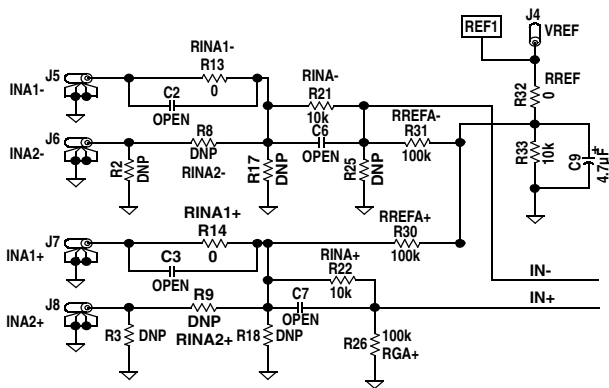 J4
REF1
VREF
RINA1-
J5
R13
RREF
R32
0
INA1-
0
C2
OPEN
RINA-
R21
10k
RREFA-
J6
R8
C6
R31
INA2-
DNP
OPEN
100k
R2
DNP
RINA2-
R17
DNP
R25
DNP
R33
10k
C9
+
4.7µF
RINA1+
J7
R14
RREFA+
R30
INA1+
0
100k
C3
OPEN
RINA+
R22
10k
IN-
IN+
J8
R9
C7
INA2+
DNP
OPEN
R3
DNP
RINA2+
R18
DNP
100k
R26
RGA+